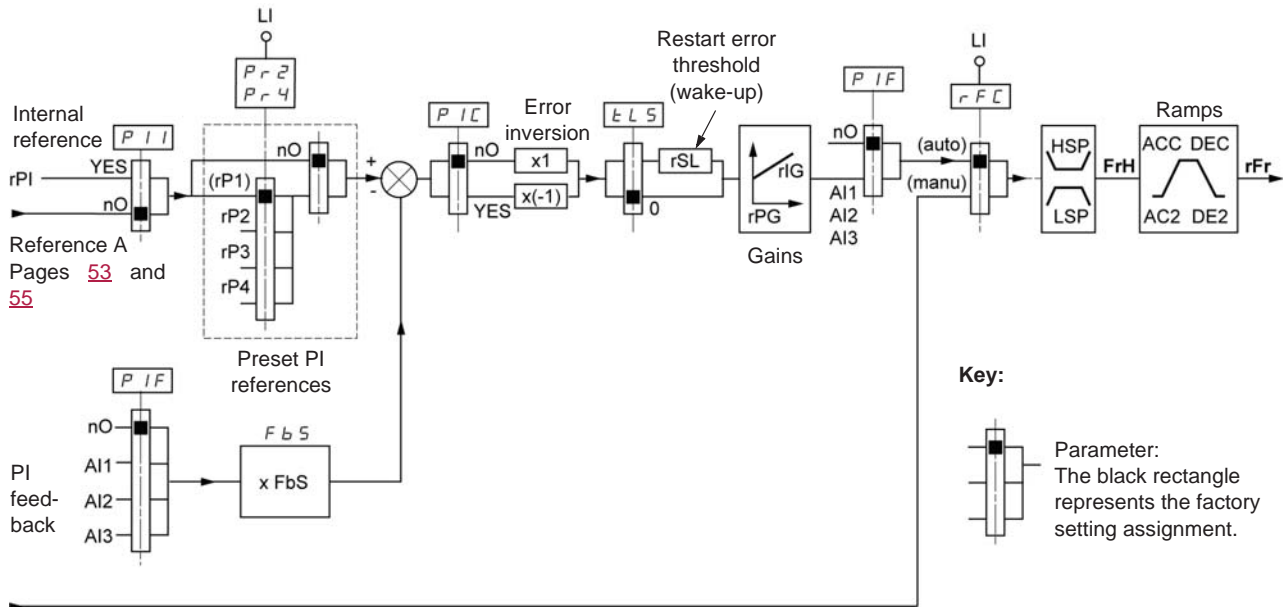 LI
Pr2
Pr4
Internal
reference
PII
YES
rPI
nO
Reference A
Pages 53 and
55
nO
(rP1)
rP2
rP3
rP4
Preset PI
references
+
-
PIC
nO
YES
Error
inversion
x1
x(-1)
tLS
0
Restart error
threshold
(wake-up)
rSL
rIG
rPG
Gains
PIF
nO
AI1
AI2
AI3
LI
rFC
(auto)
(manu)
HSP
LSP
FrH
Ramps
ACC DEC
AC2 DE2
rFr
PIF
nO
AI1
AI2
AI3
PI
feed-
back
FbS
x FbS
Key:
Parameter:
The black rectangle
represents the factory
setting assignment.